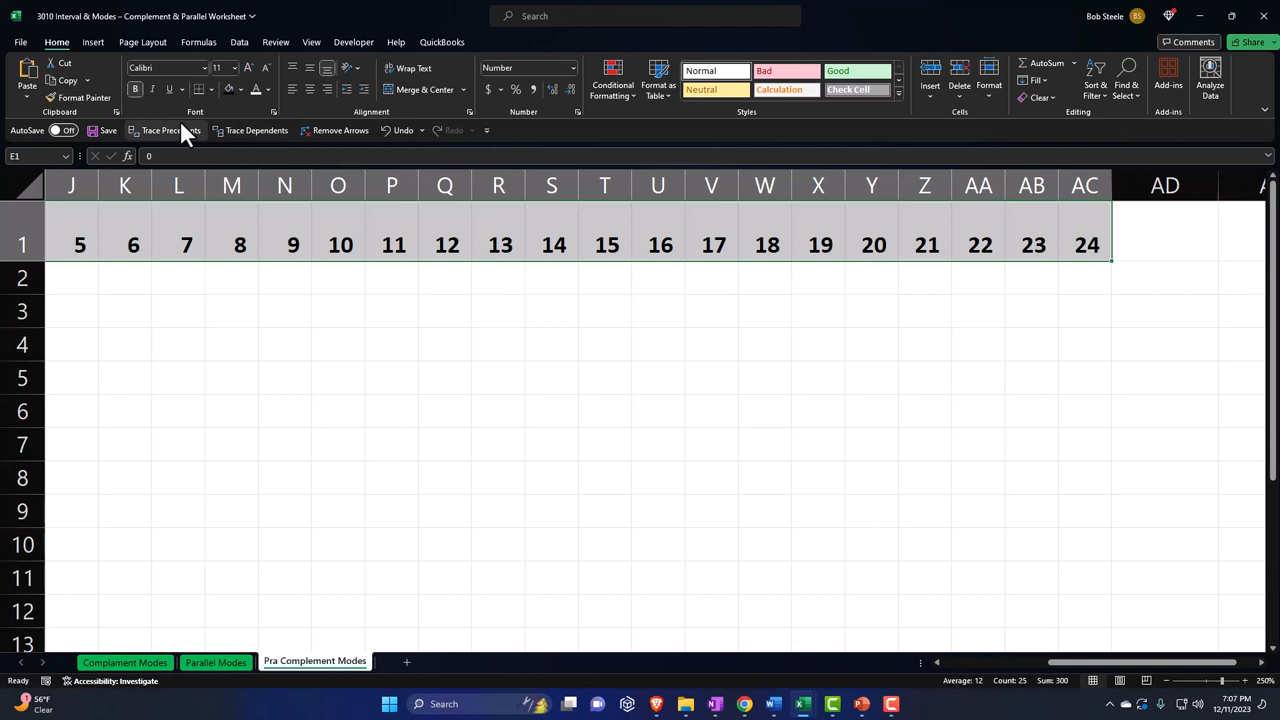 3010 Interval & Modes – Complement & Parallel Worksheet
Search
Bob Steele
BS
File Home Insert Page Layout Formulas Data Review View Developer Automate Help QuickBooks
Comments
Share
Paste
Cut
Copy
Format Painter
Clipboard
Calibri
11
B I U
Font
Wrap Text
Merge & Center
Alignment
Number
$ % 9
Number
Conditional Formatting
Format as Table
Normal Bad Good
Neutral Calculation Check Cell
Styles
Insert Delete Format
Cells
AutoSum
Fill
Clear
Sort & Filter
Find & Select
Editing
Add-ins
Add-ins
Analyze Data
AutoSave Off Save Trace Precedents Trace Dependents Remove Arrows Undo Redo
E1 fx 0
J K L M N O P Q R S T U V W X Y Z AA AB AC AD
1 5 6 7 8 9 10 11 12 13 14 15 16 17 18 19 20 21 22 23 24
2
3
4
5
6
7
8
9
10
11
12
13
Complament Modes Parallel Modes Pra Complement Modes
Ready Accessibility: Investigate Average: 12 Count: 25 Sum: 300 250%
56°F
Clear
Search
7:07 PM
12/11/2023